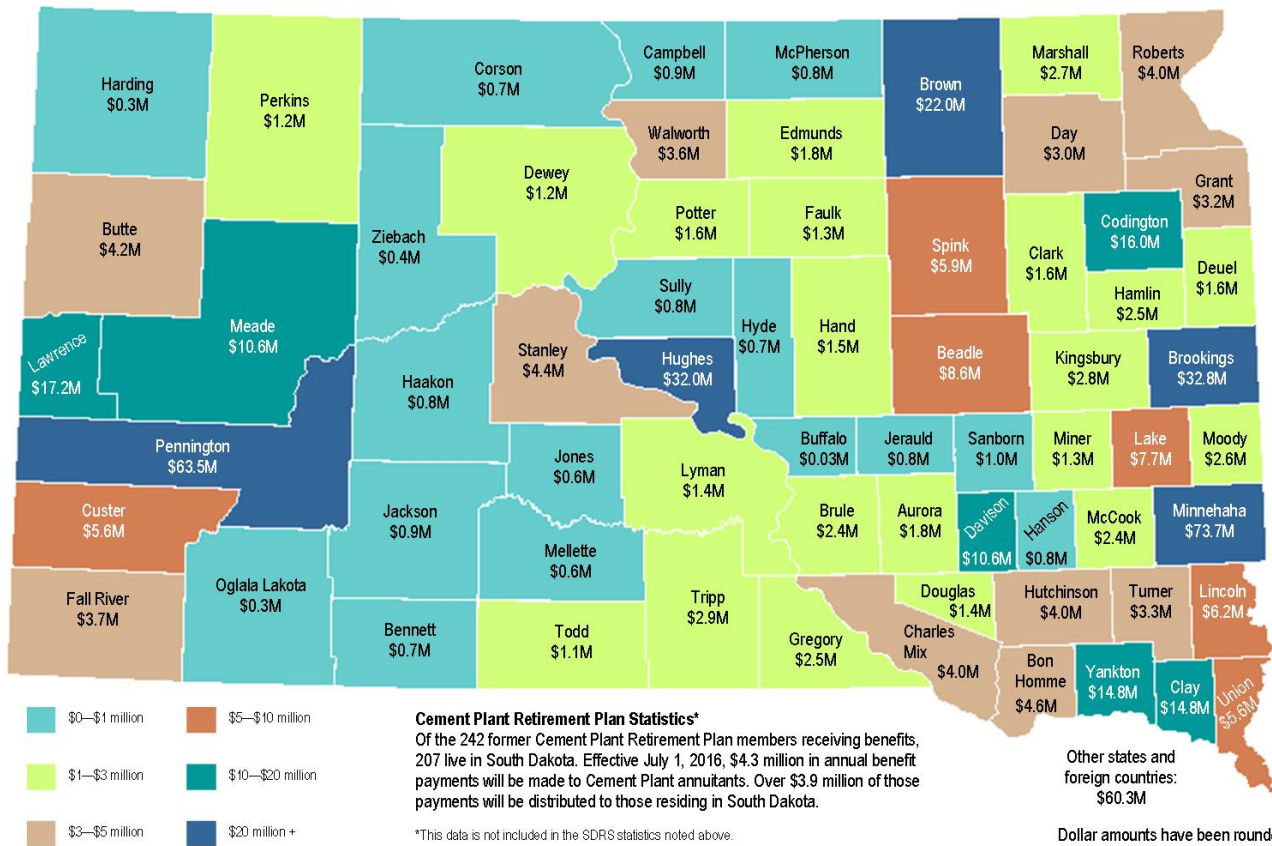 Harding
$0.3M
Perkins
$1.2M
Corson
$0.7M
Campbell
$0.9M
McPherson
$0.8M
Brown
$22.0M
Marshall
$2.7M
Roberts
$4.0M
Walworth
$3.6M
Edmunds
$1.8M
Day
$3.0M
Grant
$3.2M
Butte
$4.2M
Dewey
$1.2M
Ziebach
$0.4M
Potter
$1.6M
Faulk
$1.3M
Spink
$5.9M
Clark
$1.6M
Codington
$16.0M
Deuel
$1.6M
Hamlin
$2.5M
Lawrence
$17.2M
Meade
$10.6M
Sully
$0.8M
Hyde
$0.7M
Hand
$1.5M
Stanley
$4.4M
Hughes
$32.0M
Haakon
$0.8M
Beadle
$8.6M
Kingsbury
$2.8M
Brookings
$32.8M
Pennington
$63.5M
Jones
$0.6M
Lyman
$1.4M
Buffalo
$0.03M
Jerauld
$0.8M
Sanborn
$1.0M
Miner
$1.3M
Lake
$7.7M
Moody
$2.6M
Custer
$5.6M
Jackson
$0.9M
Mellette
$0.6M
Brule
$2.4M
Aurora
$1.8M
Davison
$10.6M
Hanson
$0.8M
McCook
$2.4M
Minnehaha
$73.7M
Fall River
$3.7M
Oglala Lakota
$0.3M
Bennett
$0.7M
Todd
$1.1M
Tripp
$2.9M
Gregory
$2.5M
Douglas
$1.4M
Charles
Mix
$4.0M
Hutchinson
$4.0M
Turner
$3.3M
Lincoln
$6.2M
Bon
Homme
$4.6M
Yankton
$14.8M
Clay
$14.8M
Union
$5.6M
$0—$1 million
$5—$10 million
$1—$3 million
$10—$20 million
$3—$5 million
$20 million +
Cement Plant Retirement Plan Statistics*
Of the 242 former Cement Plant Retirement Plan members receiving benefits,
207 live in South Dakota. Effective July 1, 2016, $4.3 million in annual benefit
payments will be made to Cement Plant annuitants. Over $3.9 million of those
payments will be distributed to those residing in South Dakota.
*This data is not included in the SDRS statistics noted above.
Other states and
foreign countries:
$60.3M
Dollar amounts have been